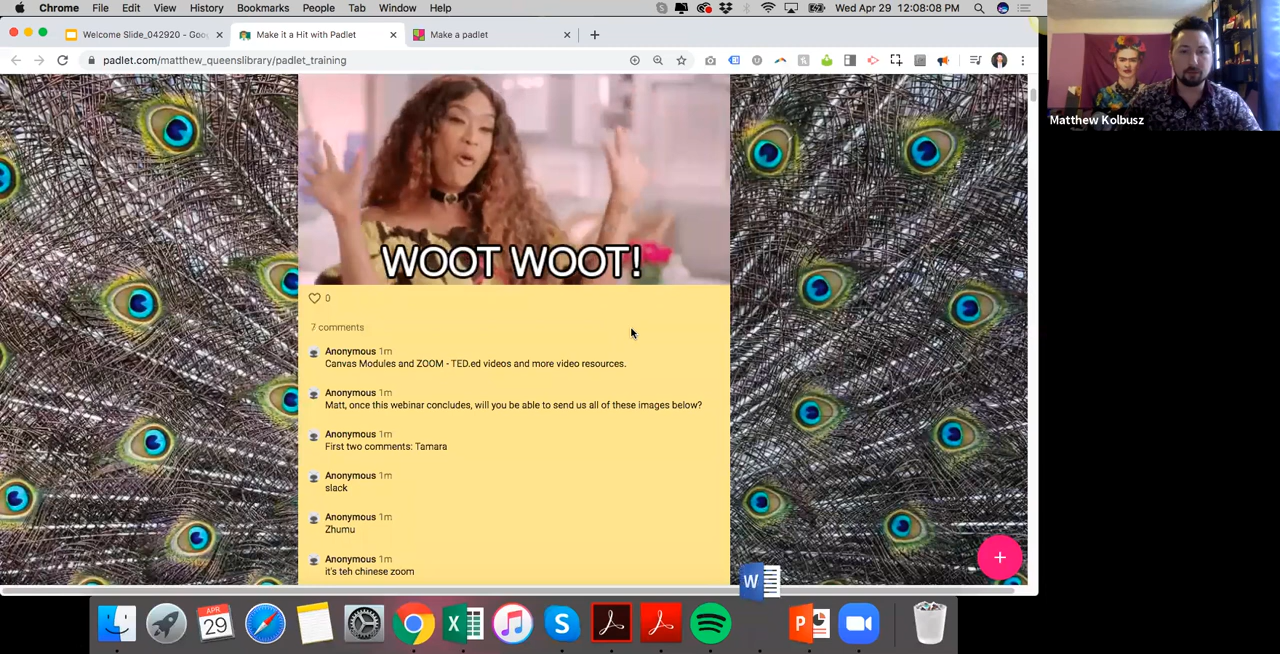 Chrome File Edit View History Bookmarks People Tab Window Help
Wed Apr 29 12:08:08 PM
Welcome Slide_042920 - Goo
Make it a Hit with Padlet
Make a padlet
padlet.com/matthew_queenslibrary/padlet_training
Matthew Kolbusz
WOOT WOOT!
0
7 comments
Anonymous 1m
Canvas Modules and ZOOM - TED.ed videos and more video resources.
Anonymous 1m
Matt, once this webinar concludes, will you be able to send us all of these images below?
Anonymous 1m
First two comments: Tamara
Anonymous 1m
slack
Anonymous 1m
Zhumu
Anonymous 1m
it's teh chinese zoom
W
APR
29
X
S
P